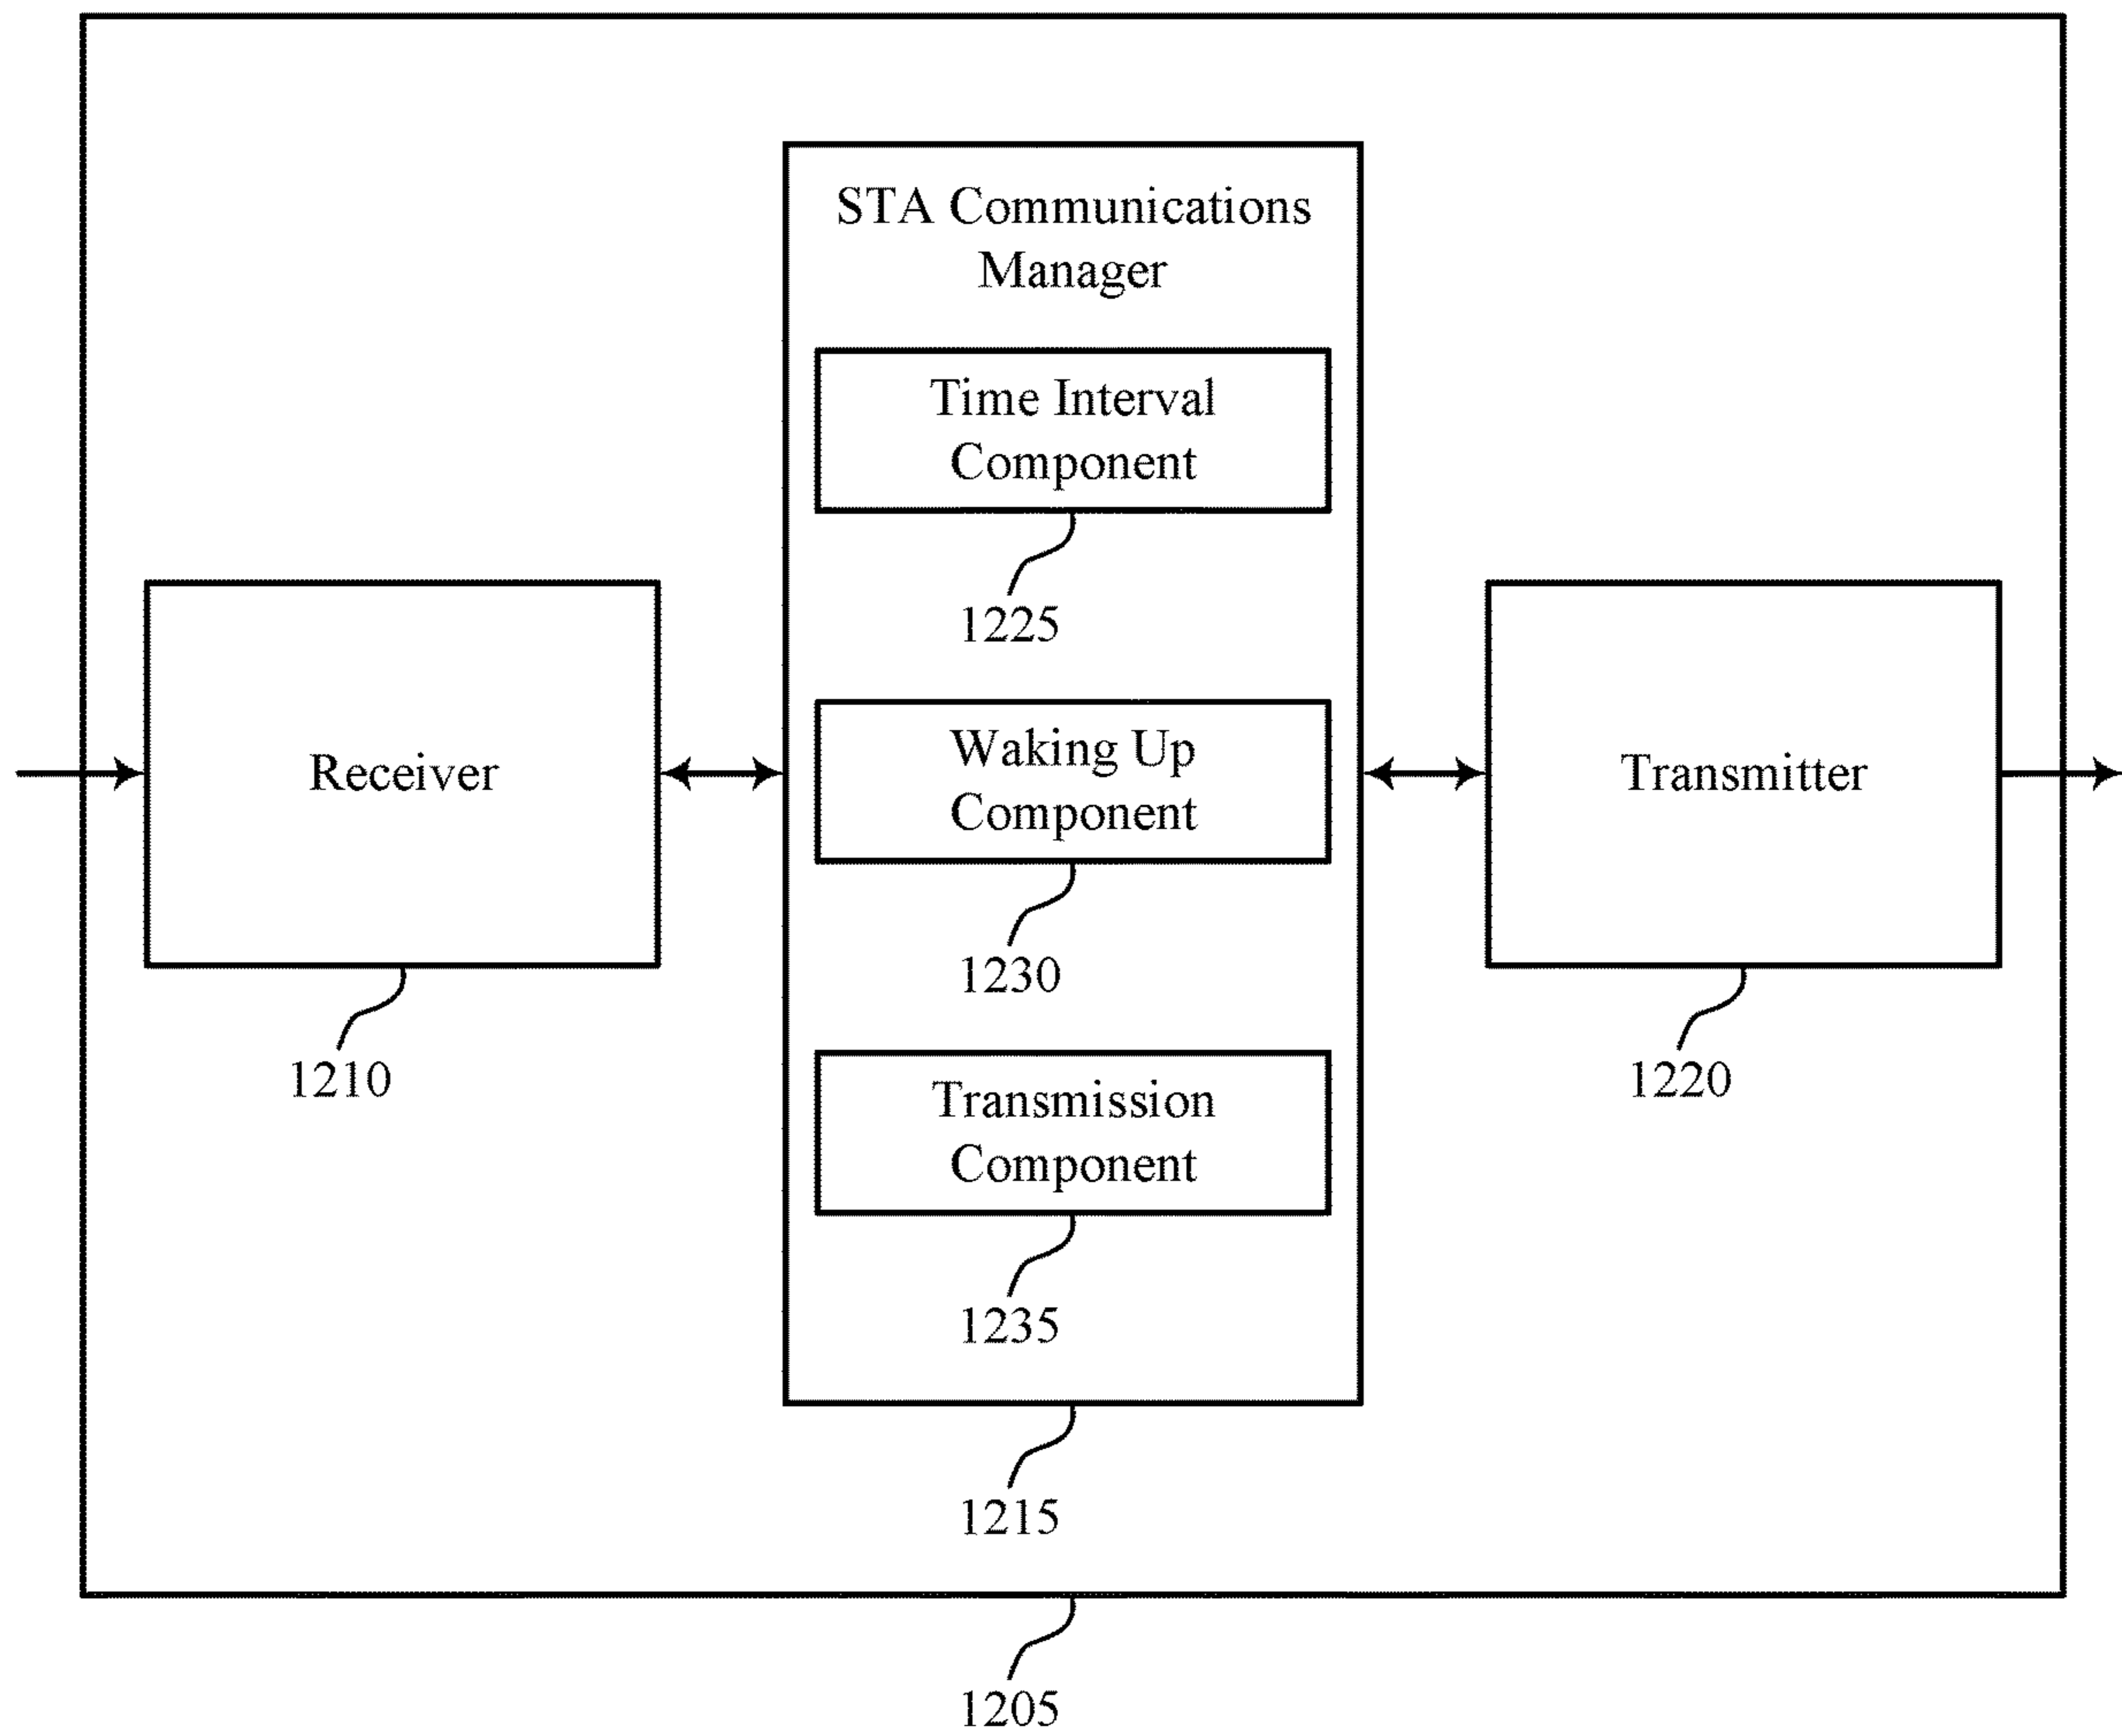 STA Communications
Manager
Time Interval
Component
1225
Receiver
Waking Up
Component
Transmitter
1230
1210
1220
Transmission
Component
1235
1215
1205